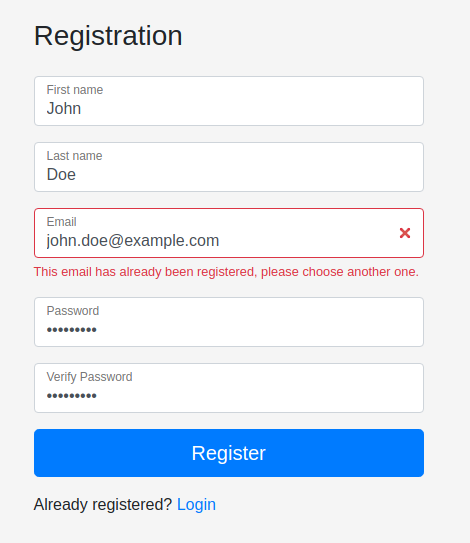 Registration
First name
John
Last name
Doe
Email
john.doe@example.com
This email has already been registered, please choose another one.
Password
•••••••••
Verify Password
•••••••••
Register
Already registered? Login